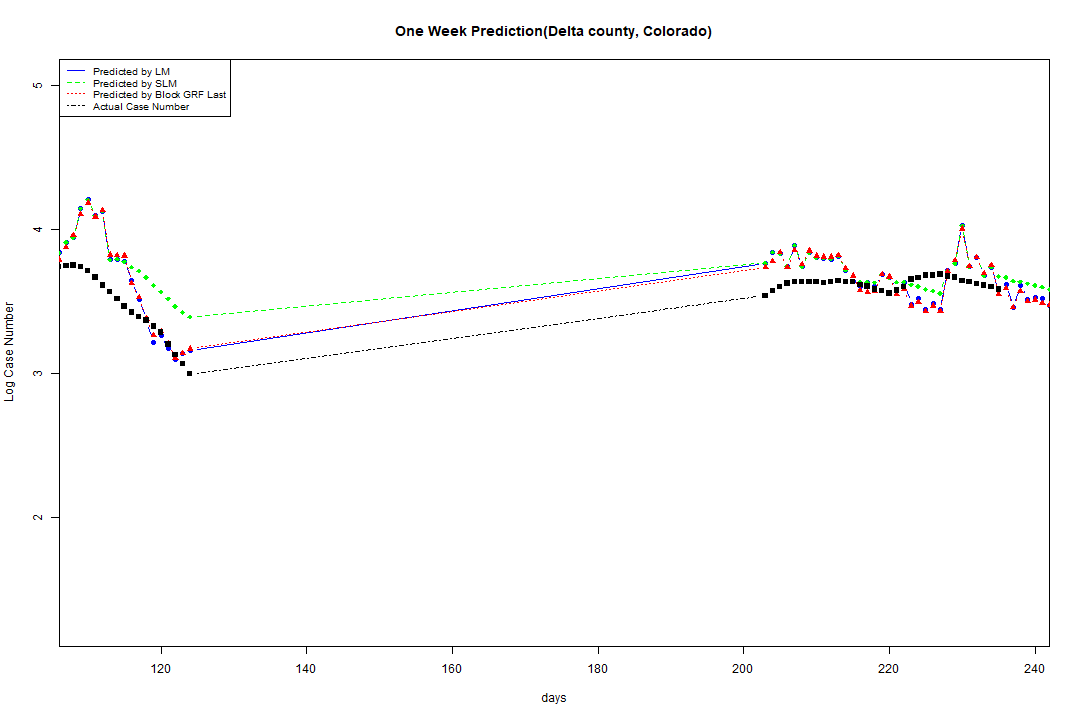 One Week Prediction(Delta county, Colorado)
Predicted by LM
Predicted by SLM
Predicted by Block GRF Last
Actual Case Number
5
4
3
2
Log Case Number
120 140 160 180 200 220 240
days